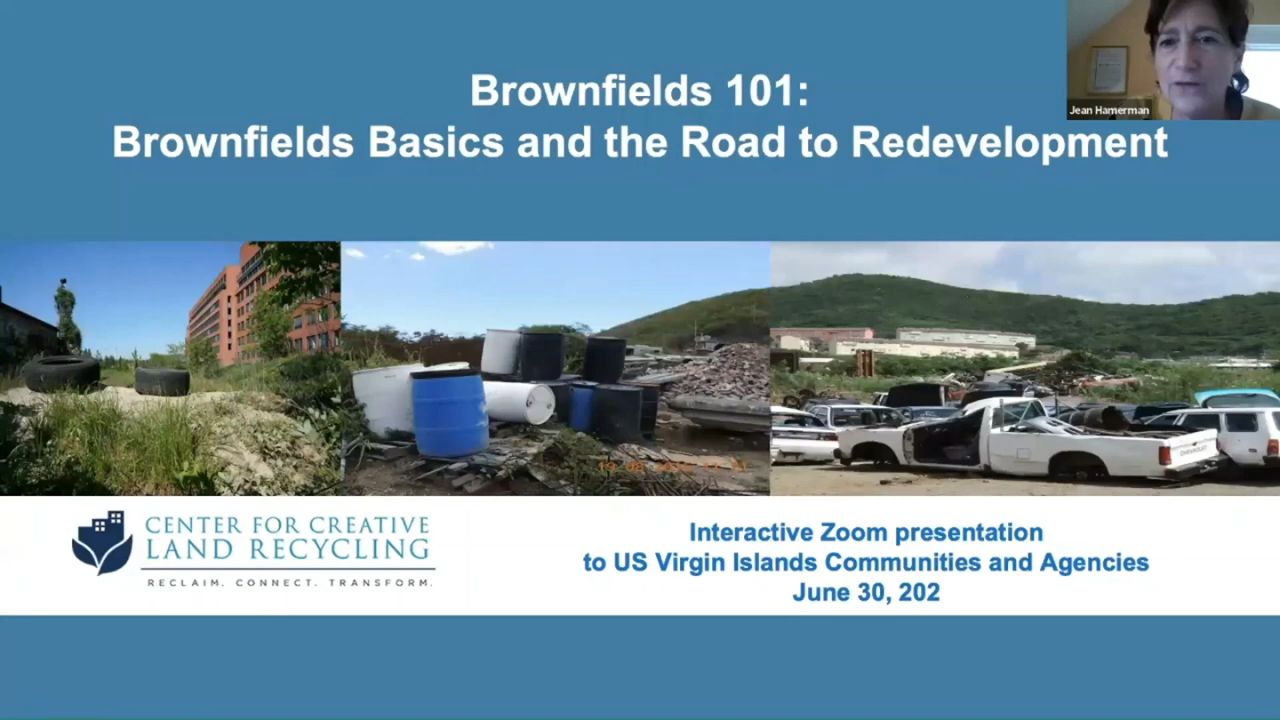 Brownfields 101:
Brownfields Basics and the Road to Redevelopment
Jean Hamerman
CHEVROLET
CENTER FOR CREATIVE
LAND RECYCLING
RECLAIM. CONNECT. TRANSFORM.
Interactive Zoom presentation
to US Virgin Islands Communities and Agencies
June 30, 202